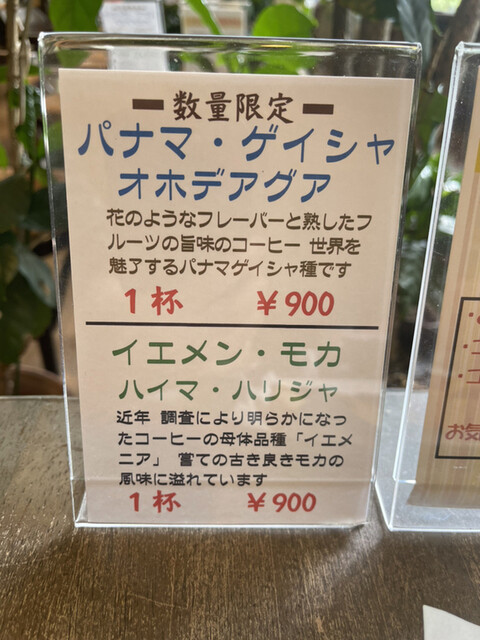 数量限定
パナマ・ゲイシャ
オホデアグア
花のようなフレーバーと熟したフ
ルーツの旨味のコーヒー 世界を
魅了するパナマゲイシャ種です
1杯 ￥900
イエメン・モカ
ハイマ・ハリジャ
近年 調査により明らかになっ
たコーヒーの母体品種「イエメ
ニア」 嘗ての古き良きモカの
風味に溢れています
1杯 ￥900
お気